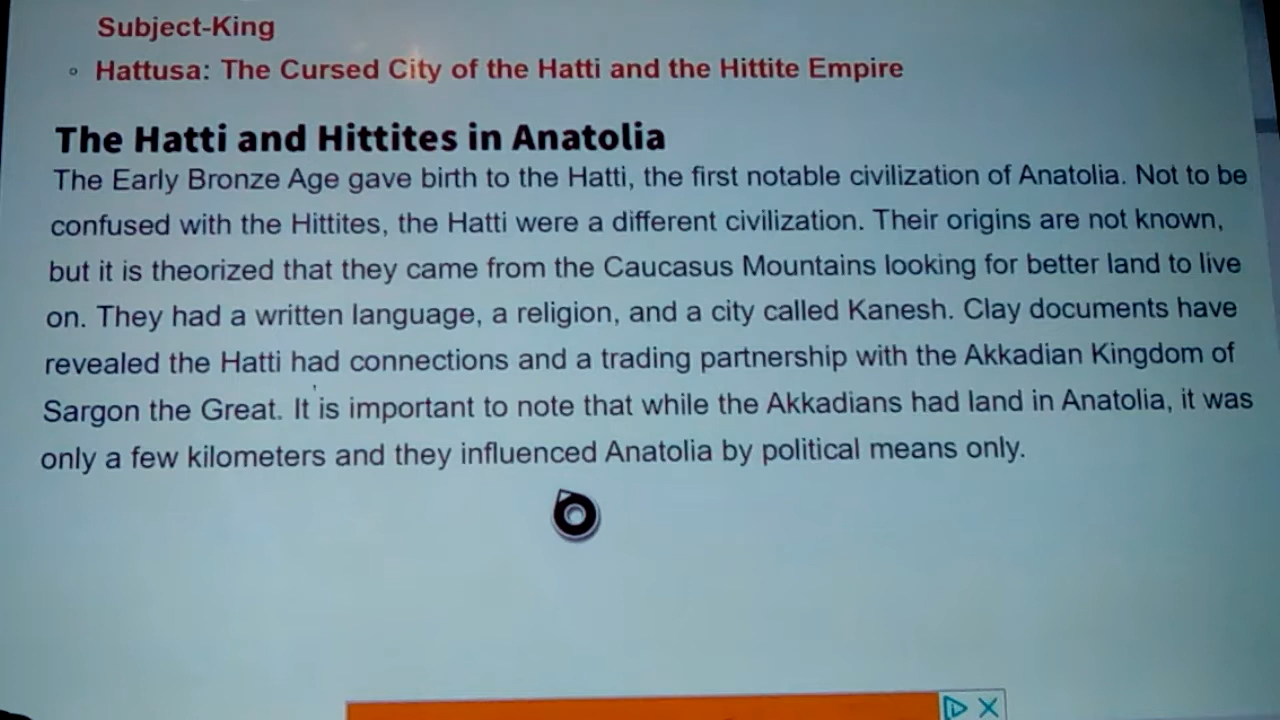 Subject-King
Hattusa: The Cursed City of the Hatti and the Hittite Empire
The Hatti and Hittites in Anatolia
The Early Bronze Age gave birth to the Hatti, the first notable civilization of Anatolia. Not to be
confused with the Hittites, the Hatti were a different civilization. Their origins are not known,
but it is theorized that they came from the Caucasus Mountains looking for better land to live
on. They had a written language, a religion, and a city called Kanesh. Clay documents have
revealed the Hatti had connections and a trading partnership with the Akkadian Kingdom of
Sargon the Great. It is important to note that while the Akkadians had land in Anatolia, it was
only a few kilometers and they influenced Anatolia by political means only.